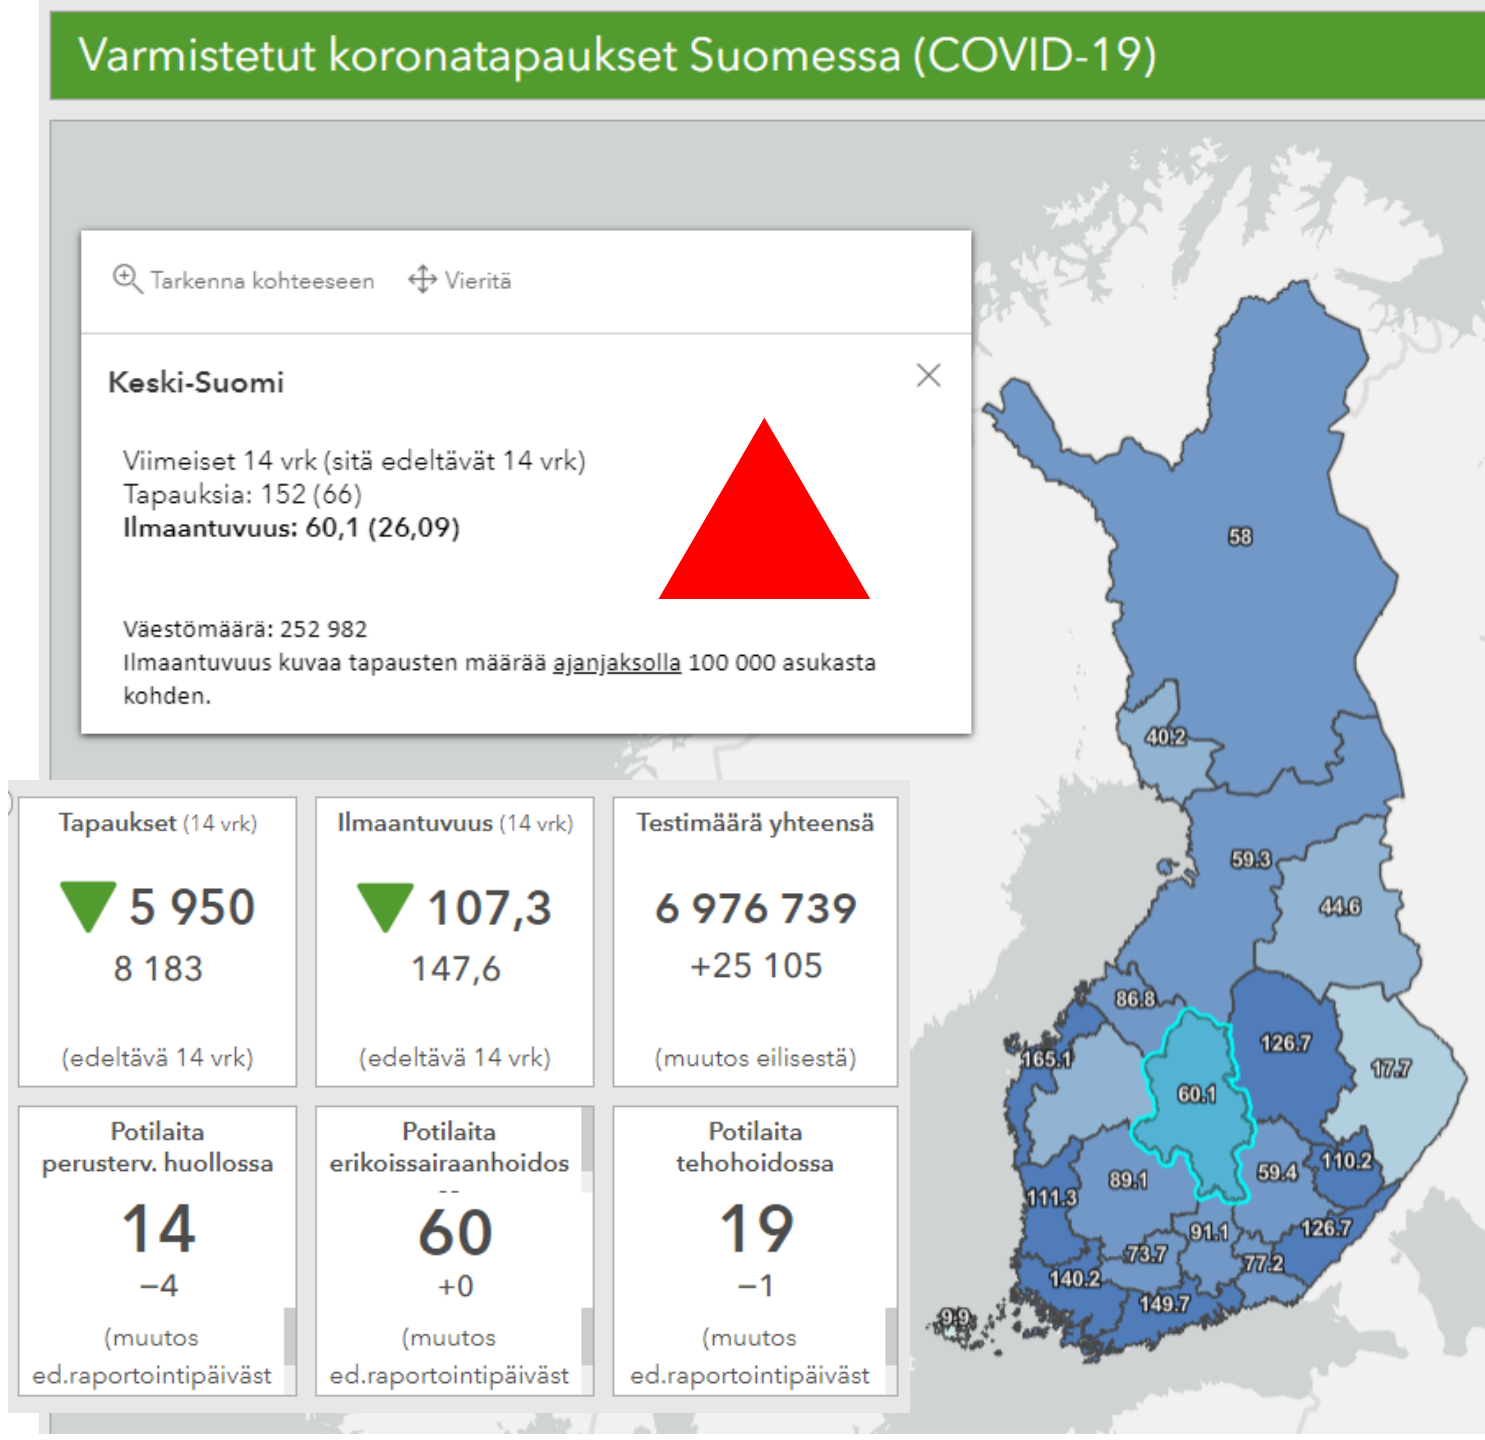 Varmistetut koronatapaukset Suomessa (COVID-19)
Tarkenna kohteeseen Vieritä
Keski-Suomi
Viimeiset 14 vrk (sitä edeltävät 14 vrk)
Tapauksia: 152 (66)
Ilmaantuvuus: 60,1 (26,09)
Väestömäärä: 252 982
Ilmaantuvuus kuvaa tapausten määrää ajanjaksolla 100 000 asukasta
kohden.
Tapaukset (14 vrk)
5 950
8 183
(edeltävä 14 vrk)
Ilmaantuvuus (14 vrk)
107,3
147,6
(edeltävä 14 vrk)
Testimäärä yhteensä
6 976 739
+25 105
(muutos eilisestä)
Potilaita
perusterv. huollossa
14
−4
(muutos
ed.raportointipäiväst
Potilaita
erikoissairaanhoidos
60
+0
(muutos
ed.raportointipäiväst
Potilaita
tehohoidossa
19
−1
(muutos
ed.raportointipäiväst
58
40.2
59.3
44.6
86.8
165.1
126.7
17.7
60.1
89.1
59.4
110.2
111.3
91.1
126.7
73.7
77.2
140.2
149.7
9.9